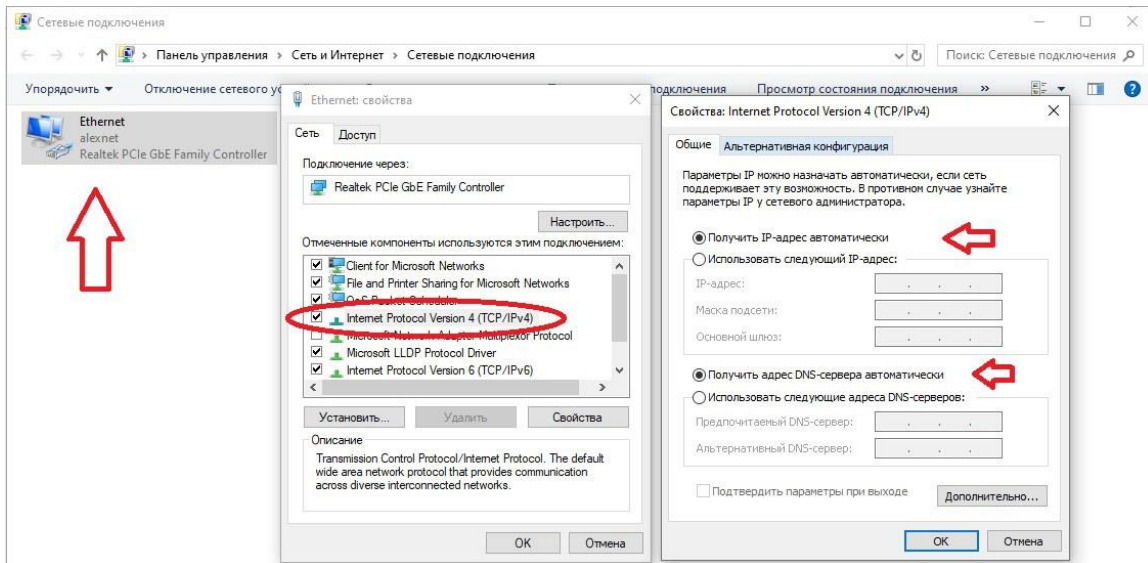 Сетевые подключения
Панель управления > Сеть и Интернет > Сетевые подключения
Поиск: Сетевые подключения
Упорядочить
Отключение сетевого ус
подключения
Просмотр состояния подключения
»
Ethernet
alexnet
Realtek PCIe GbE Family Controller
Ethernet: свойства
Сеть
Доступ
Подключение через:
Realtek PCIe GbE Family Controller
Настроить...
Отмеченные компоненты используются этим подключением:
Client for Microsoft Networks
File and Printer Sharing for Microsoft Networks
QoS Packet Scheduler
Internet Protocol Version 4 (TCP/IPv4)
Microsoft Network Adapter Multiplexor Protocol
Microsoft LLDP Protocol Driver
Internet Protocol Version 6 (TCP/IPv6)
Установить...
Удалить
Свойства
Описание
Transmission Control Protocol/Internet Protocol. The default
wide area network protocol that provides communication
across diverse interconnected networks.
OK
Отмена
Свойства: Internet Protocol Version 4 (TCP/IPv4)
Общие
Альтернативная конфигурация
Параметры IP можно назначать автоматически, если сеть
поддерживает эту возможность. В противном случае узнайте
параметры IP у сетевого администратора.
Получить IP-адрес автоматически
Использовать следующий IP-адрес:
IP-адрес:
Маска подсети:
Основной шлюз:
Получить адрес DNS-сервера автоматически
Использовать следующие адреса DNS-серверов:
Предпочитаемый DNS-сервер:
Альтернативный DNS-сервер:
Подтвердить параметры при выходе
Дополнительно...
OK
Отмена